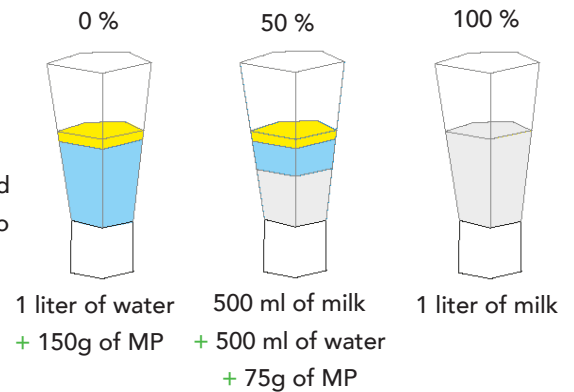 0 %
50 %
100 %
1 liter of water
+ 150g of MP
500 ml of milk
+ 500 ml of water
+ 75g of MP
1 liter of milk